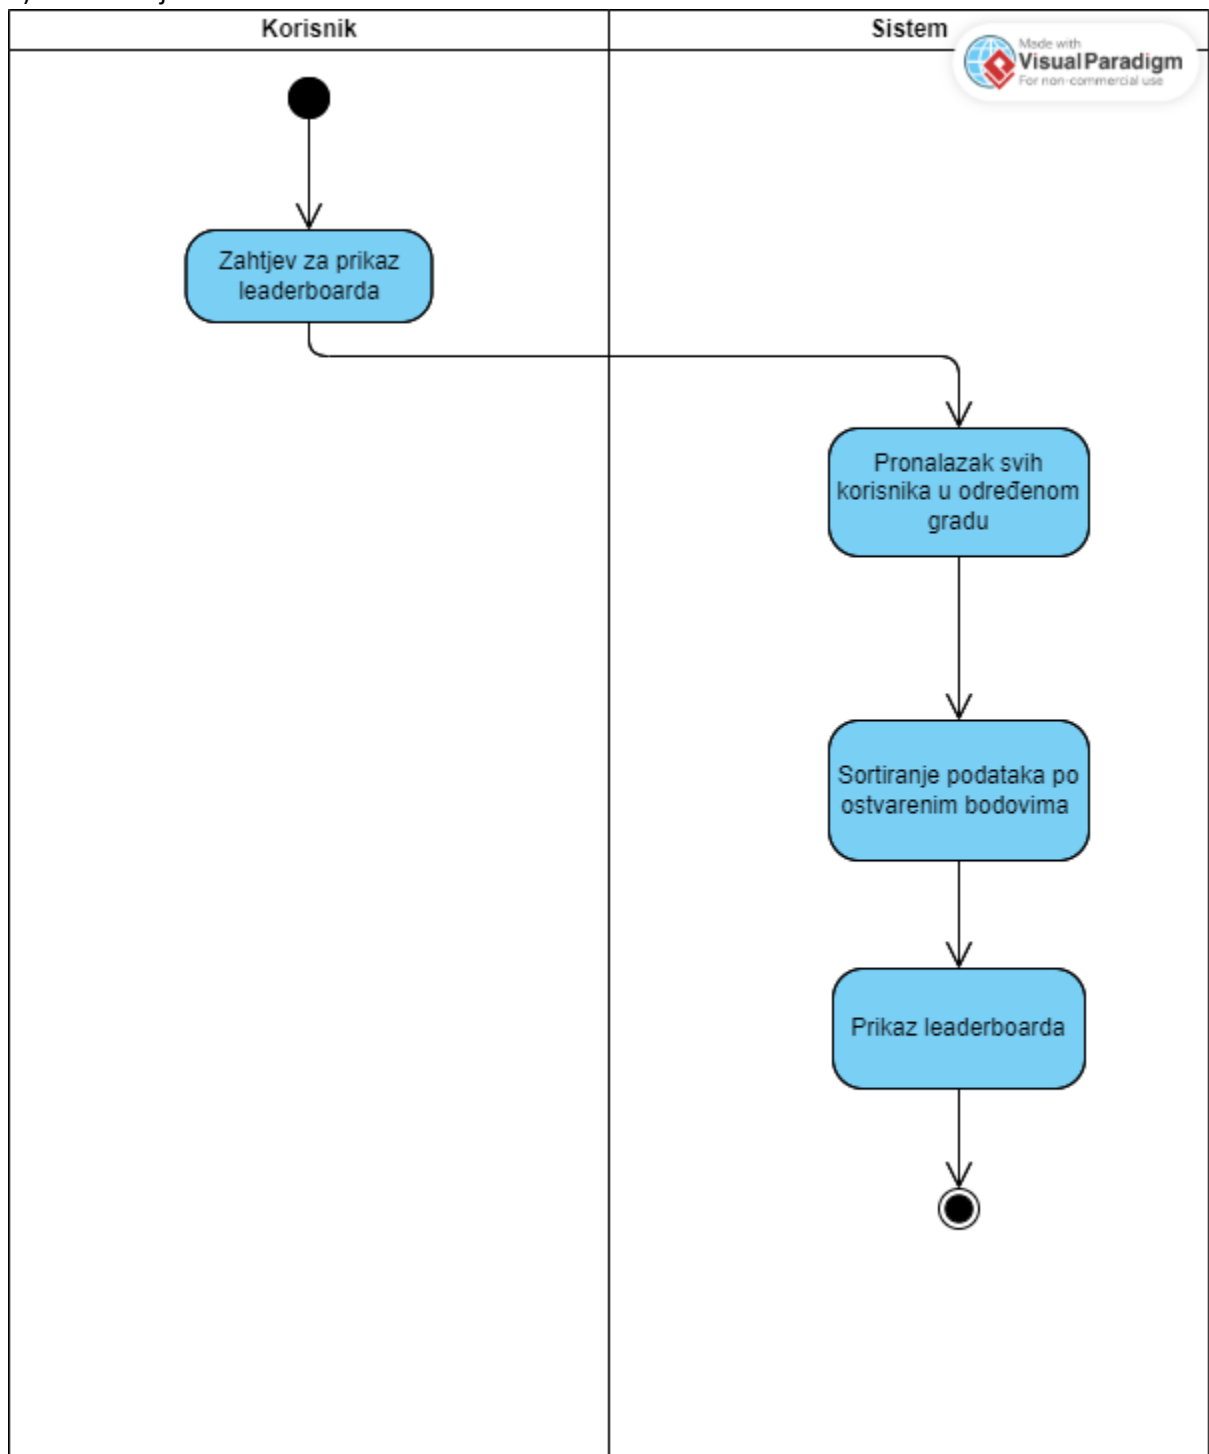 Korisnik
Sistem
Made with
Visual Paradigm
For non-commercial use
Zahtjev za prikaz
leaderboarda
Pronalazak svih
korisnika u određenom
gradu
Sortiranje podataka po
ostvarenim bodovima
Prikaz leaderboarda